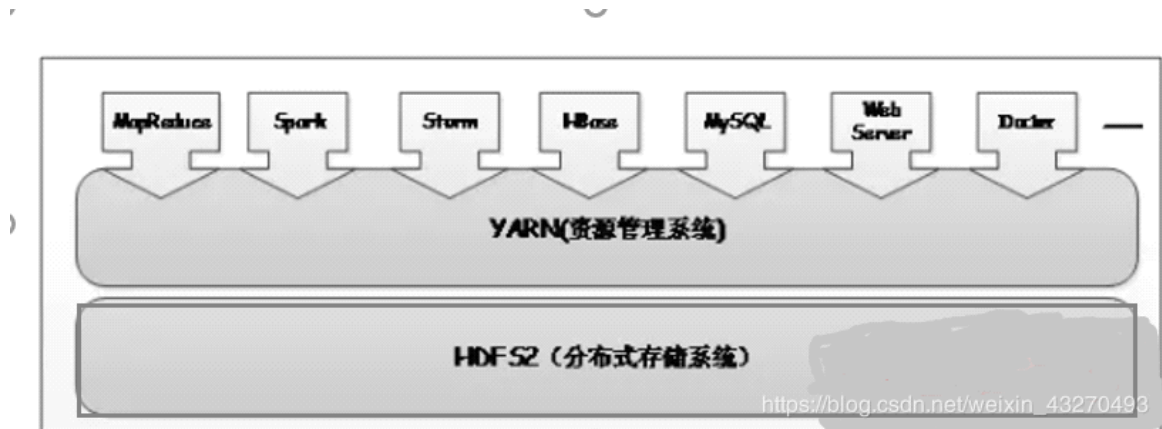 MapReduce
Spark
Storm
HBase
MySQL
Web
Server
Docker
YARN(资源管理系统)
HDFS2（分布式存储系统）
https://blog.csdn.net/weixin_43270493